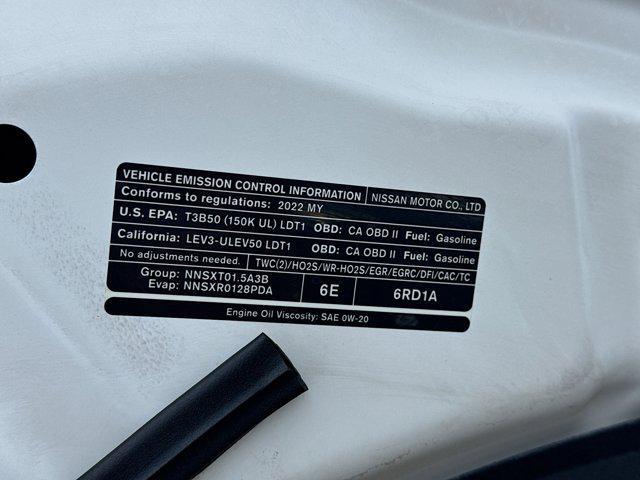 VEHICLE EMISSION CONTROL INFORMATION NISSAN MOTOR CO., LTD
Conforms to regulations: 2022 MY
U.S. EPA: T3B50 (150K UL) LDT1 OBD: CA OBD II Fuel: Gasoline
California: LEV3-ULEV50 LDT1 OBD: CA OBD II Fuel: Gasoline
No adjustments needed. TWC(2)/HO2S/WR-HO2S/EGR/EGRC/DFI/CAC/TC
Group: NNSXT01.5A3B
Evap: NNSXR0128PDA
6E 6RD1A
Engine Oil Viscosity: SAE 0W-20